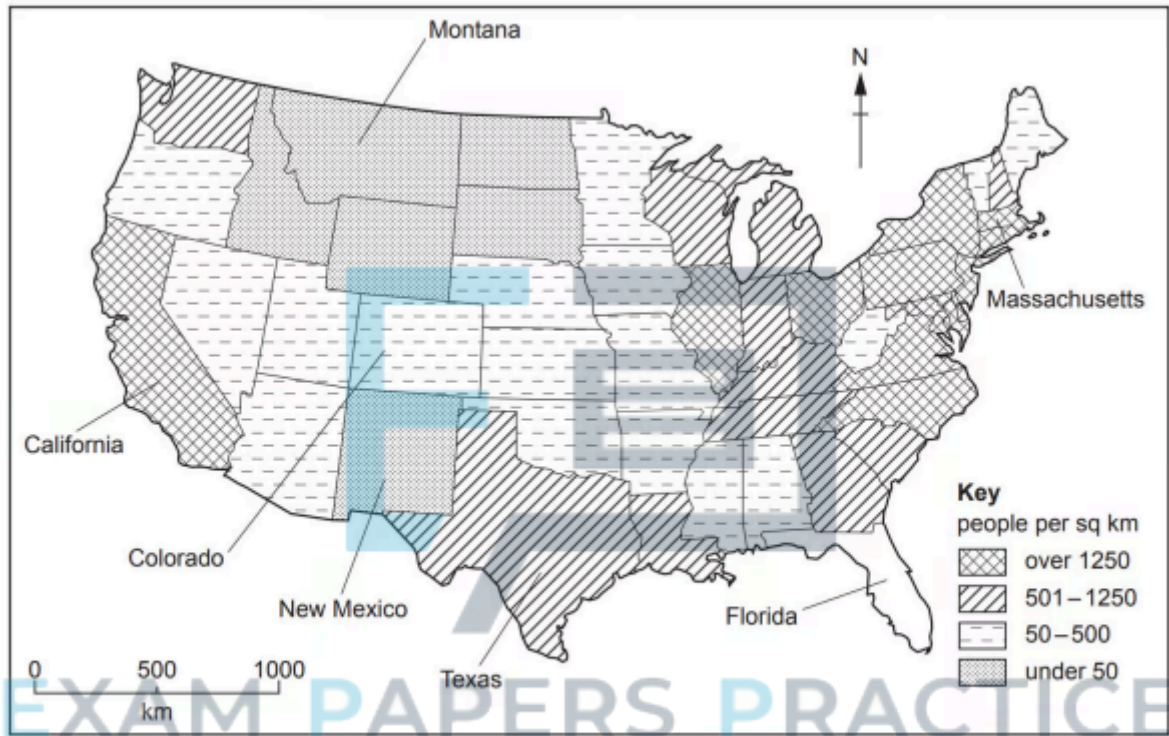 Montana
N
Massachusetts
California
Colorado
New Mexico
Texas
Florida
Key
people per sq km
over 1250
501–1250
50–500
under 50
0 500 1000
km
EXAM PAPERS PRACTICE